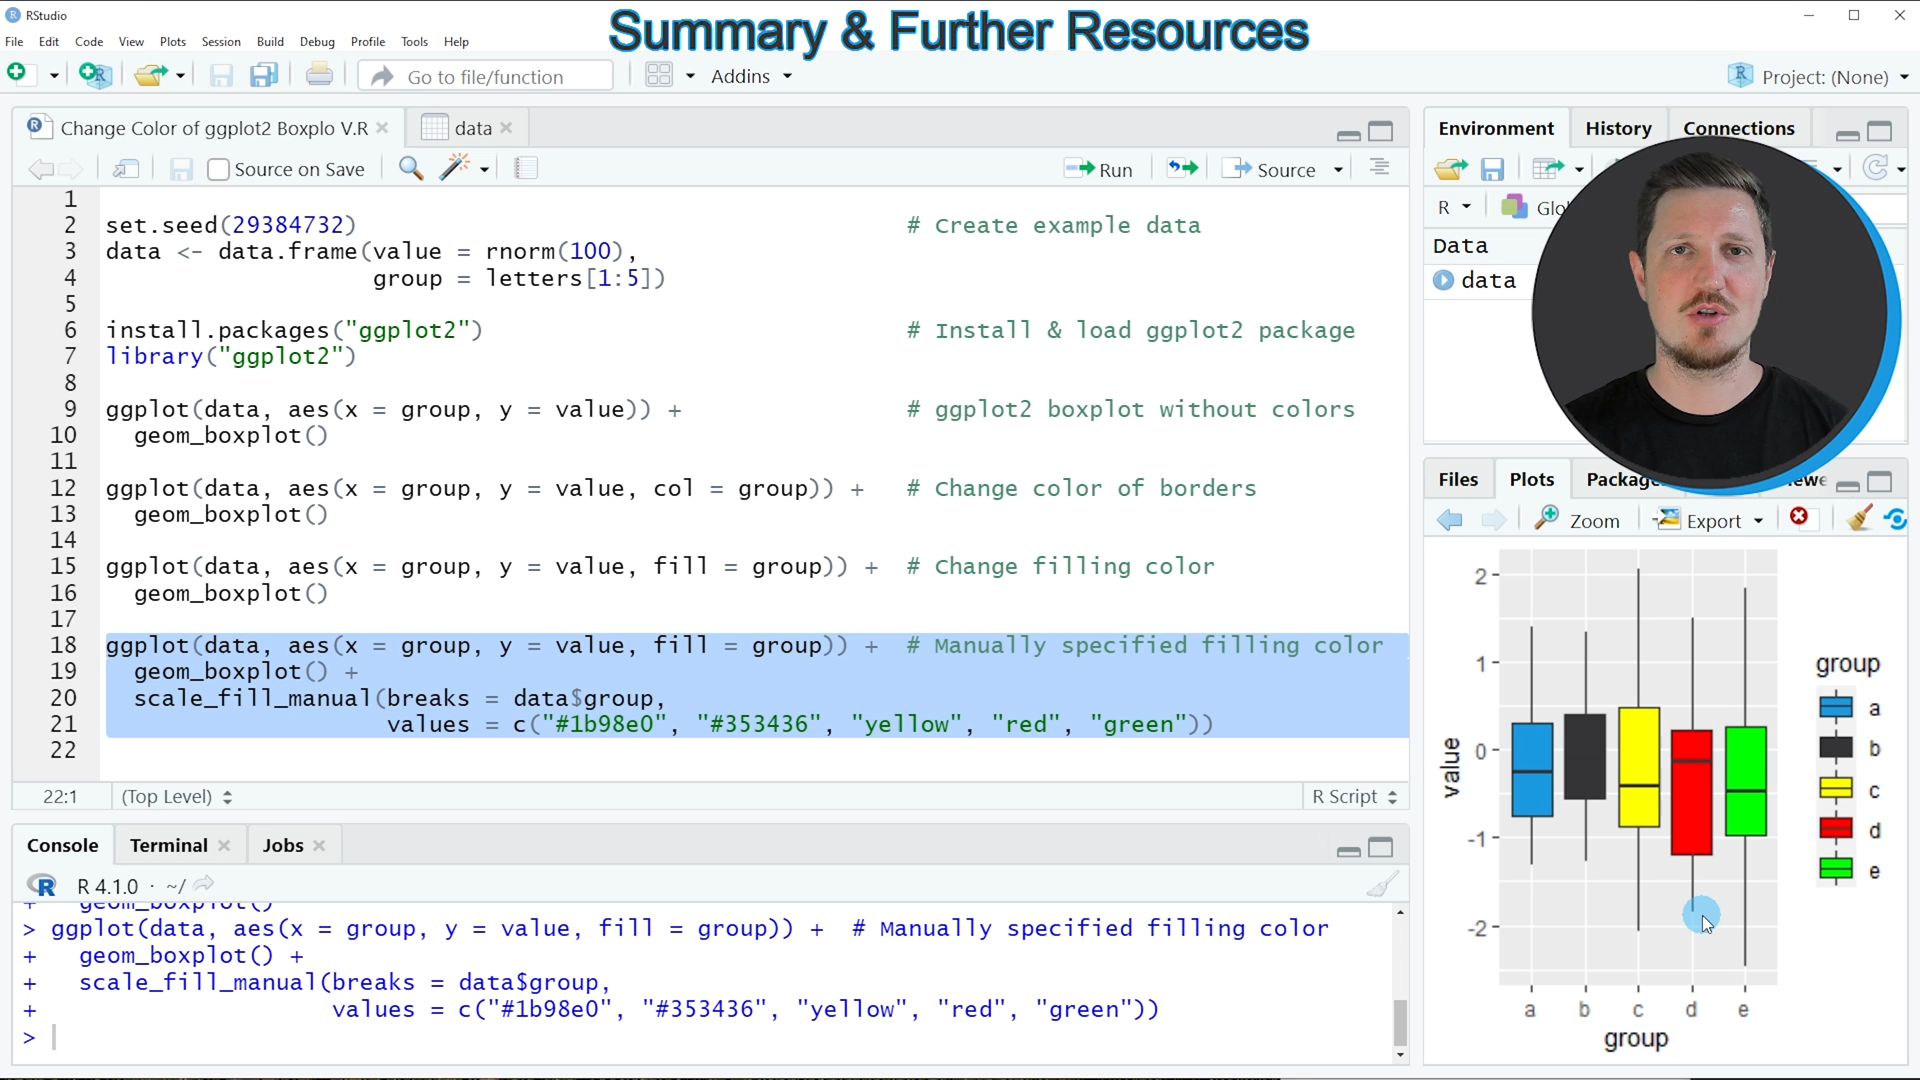 RStudio
Summary & Further Resources
File Edit Code View Plots Session Build Debug Profile Tools Help
Go to file/function
Addins
Project: (None)
Change Color of ggplot2 Boxplo V.R
data
Source on Save
Run
Source
1
2 set.seed(29384732) # Create example data
3 data <- data.frame(value = rnorm(100),
4 group = letters[1:5])
5
6 install.packages("ggplot2") # Install & load ggplot2 package
7 library("ggplot2")
8
9 ggplot(data, aes(x = group, y = value)) + # ggplot2 boxplot without colors
10 geom_boxplot()
11
12 ggplot(data, aes(x = group, y = value, col = group)) + # Change color of borders
13 geom_boxplot()
14
15 ggplot(data, aes(x = group, y = value, fill = group)) + # Change filling color
16 geom_boxplot()
17
18 ggplot(data, aes(x = group, y = value, fill = group)) + # Manually specified filling color
19 geom_boxplot() +
20 scale_fill_manual(breaks = data$group,
21 values = c("#1b98e0", "#353436", "yellow", "red", "green"))
22
22:1 (Top Level) R Script
Console Terminal Jobs
R 4.1.0 · ~/
+ geom_boxplot()
> ggplot(data, aes(x = group, y = value, fill = group)) + # Manually specified filling color
+ geom_boxplot() +
+ scale_fill_manual(breaks = data$group,
+ values = c("#1b98e0", "#353436", "yellow", "red", "green"))
>
Environment History Connections
R
Data
data
Files Plots
Zoom Export
2
1
0
-1
-2
value
a b c d e
group
group
a
b
c
d
e